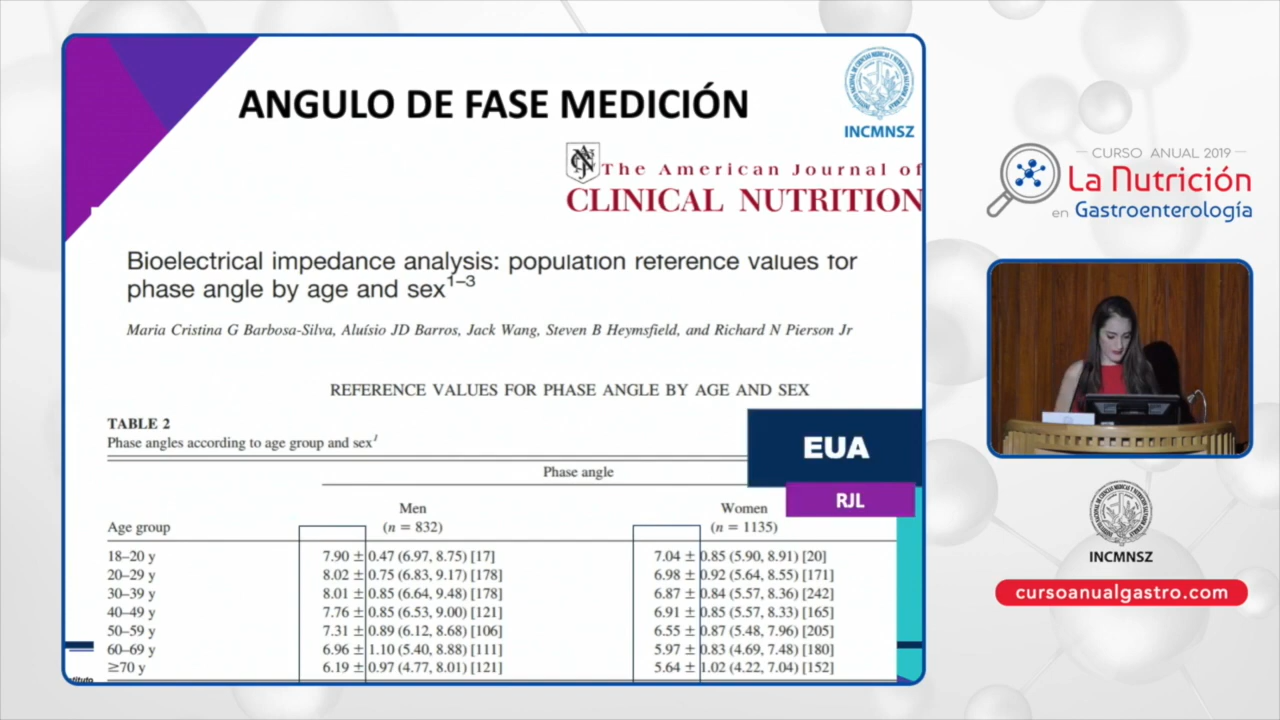 ANGULO DE FASE MEDICIÓN
INCMNSZ
The American Journal of
CLINICAL NUTRITION
Bioelectrical impedance analysis: population reference values for
phase angle by age and sex1–3
Maria Cristina G Barbosa-Silva, Aluísio JD Barros, Jack Wang, Steven B Heymsfield, and Richard N Pierson Jr
REFERENCE VALUES FOR PHASE ANGLE BY AGE AND SEX
TABLE 2
Phase angles according to age group and sex1
EUA
RJL
Phase angle
Men Women
Age group (n = 832) (n = 1135)
18–20 y 7.90 ± 0.47 (6.97, 8.75) [17] 7.04 ± 0.85 (5.90, 8.91) [20]
20–29 y 8.02 ± 0.75 (6.83, 9.17) [178] 6.98 ± 0.92 (5.64, 8.55) [171]
30–39 y 8.01 ± 0.85 (6.64, 9.48) [178] 6.87 ± 0.84 (5.57, 8.36) [242]
40–49 y 7.76 ± 0.85 (6.53, 9.00) [121] 6.91 ± 0.85 (5.57, 8.33) [165]
50–59 y 7.31 ± 0.89 (6.12, 8.68) [106] 6.55 ± 0.87 (5.48, 7.96) [205]
60–69 y 6.96 ± 1.10 (5.40, 8.88) [111] 5.97 ± 0.83 (4.69, 7.48) [180]
≥70 y 6.19 ± 0.97 (4.77, 8.01) [121] 5.64 ± 1.02 (4.22, 7.04) [152]
CURSO ANUAL 2019
La Nutrición
en Gastroenterología
INCMNSZ
cursoanualgastro.com